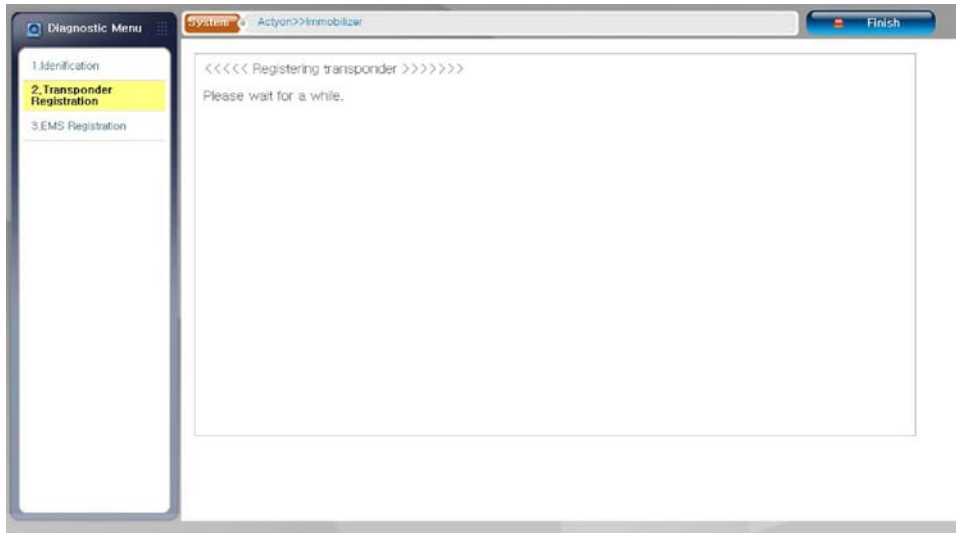 Diagnostic Menu
System
Actyon>>Immobilizer
Finish
1.Idenification
2.Transponder
Registration
3.EMS Registration
<<<<< Registering transponder >>>>>>>
Please wait for a while.